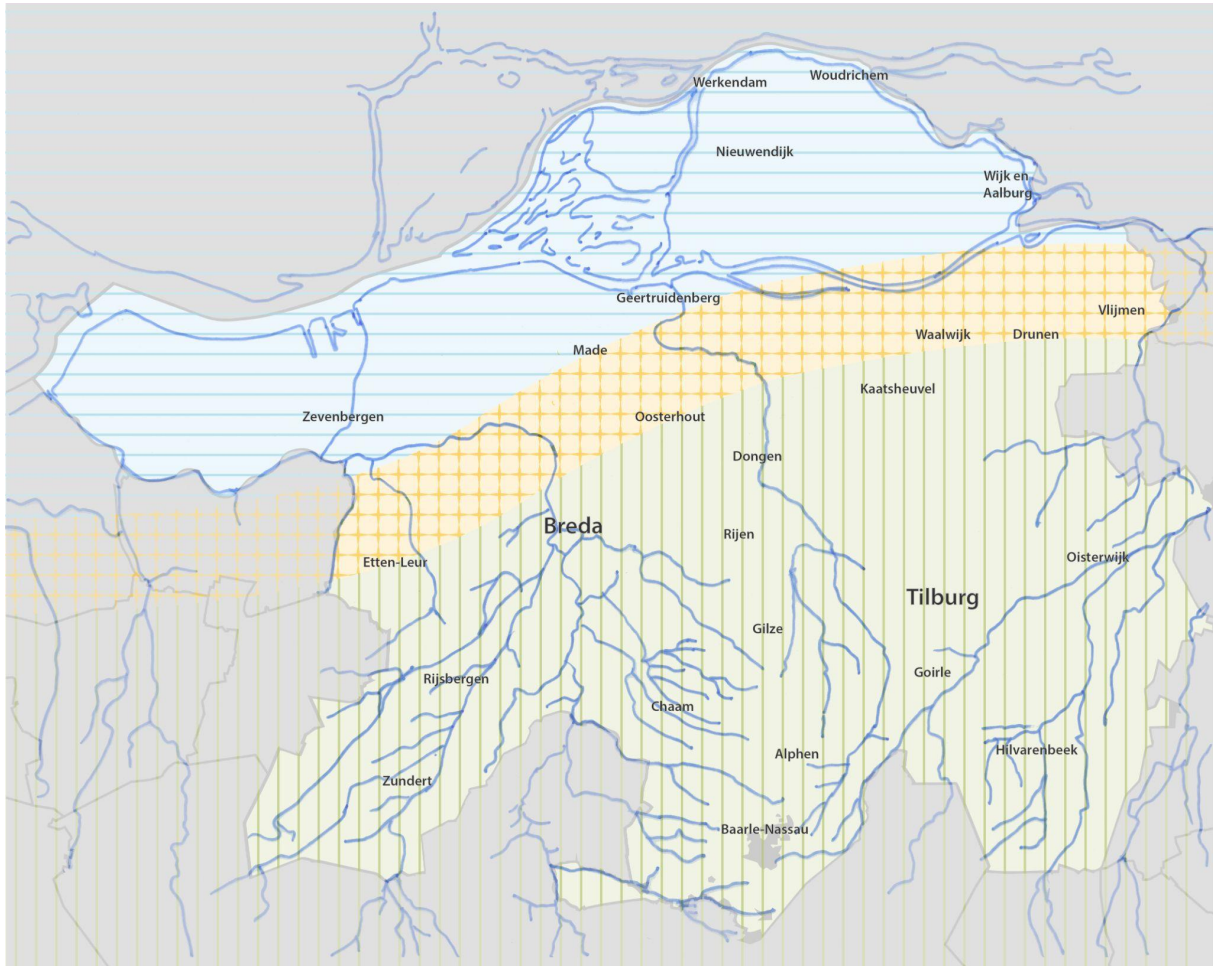 Werkendam
Woudrichem
Nieuwendijk
Wijk en
Aalburg
Geertruidenberg
Vlijmen
Waalwijk
Drunen
Made
Kaatsheuvel
Zevenbergen
Oosterhout
Dongen
Breda
Rijen
Etten-Leur
Oisterwijk
Tilburg
Gilze
Goirle
Rijsbergen
Chaam
Alphen
Hilvarenbeek
Zundert
Baarle-Nassau